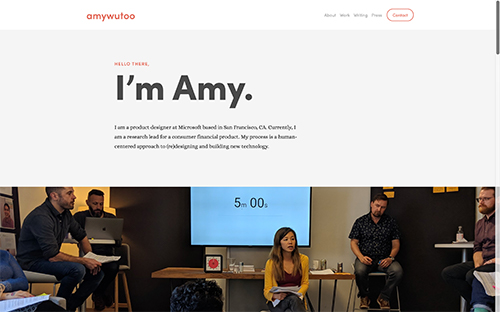 amywutoo
About Work Writing Press Contact
HELLO THERE,
I'm Amy.
I am a product designer at Microsoft based in San Francisco, CA. Currently, I
am a research lead for a consumer financial product. My process is a human-
centered approach to (re)designing and building new technology.
5m 00s